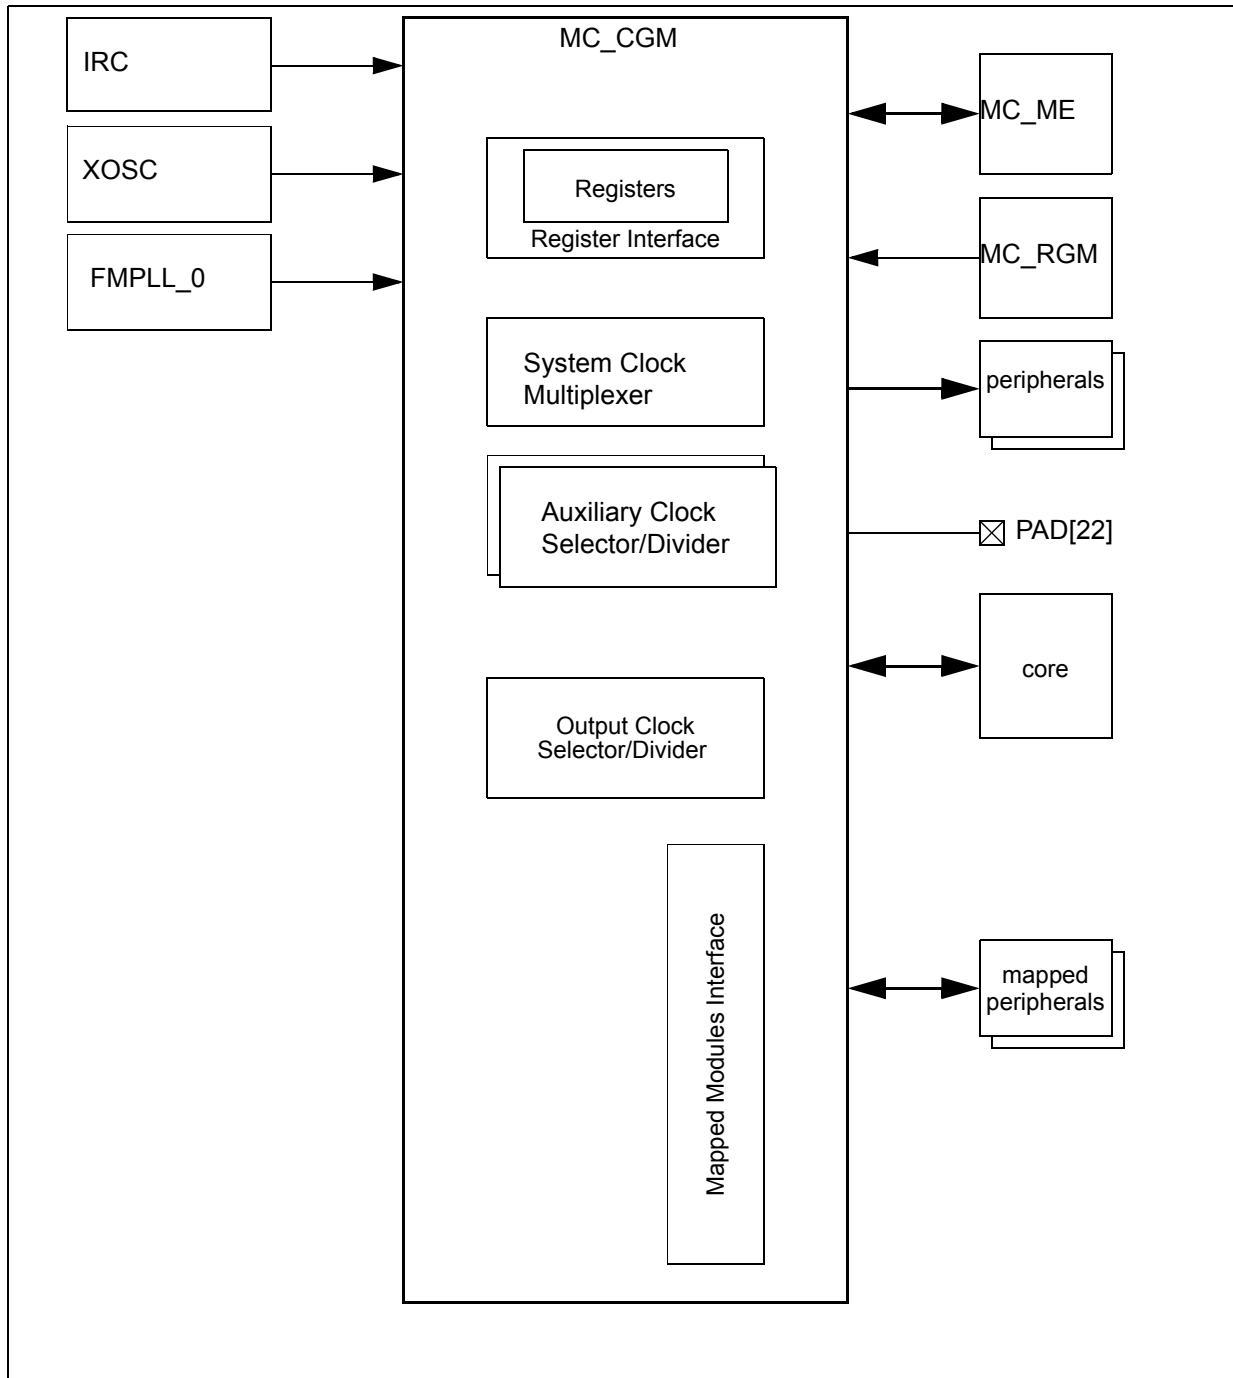 MC_CGM
IRC
XOSC
FMPLL_0
Registers
Register Interface
System Clock
Multiplexer
Auxiliary Clock
Selector/Divider
Output Clock
Selector/Divider
Mapped Modules Interface
MC_ME
MC_RGM
peripherals
PAD[22]
core
mapped
peripherals